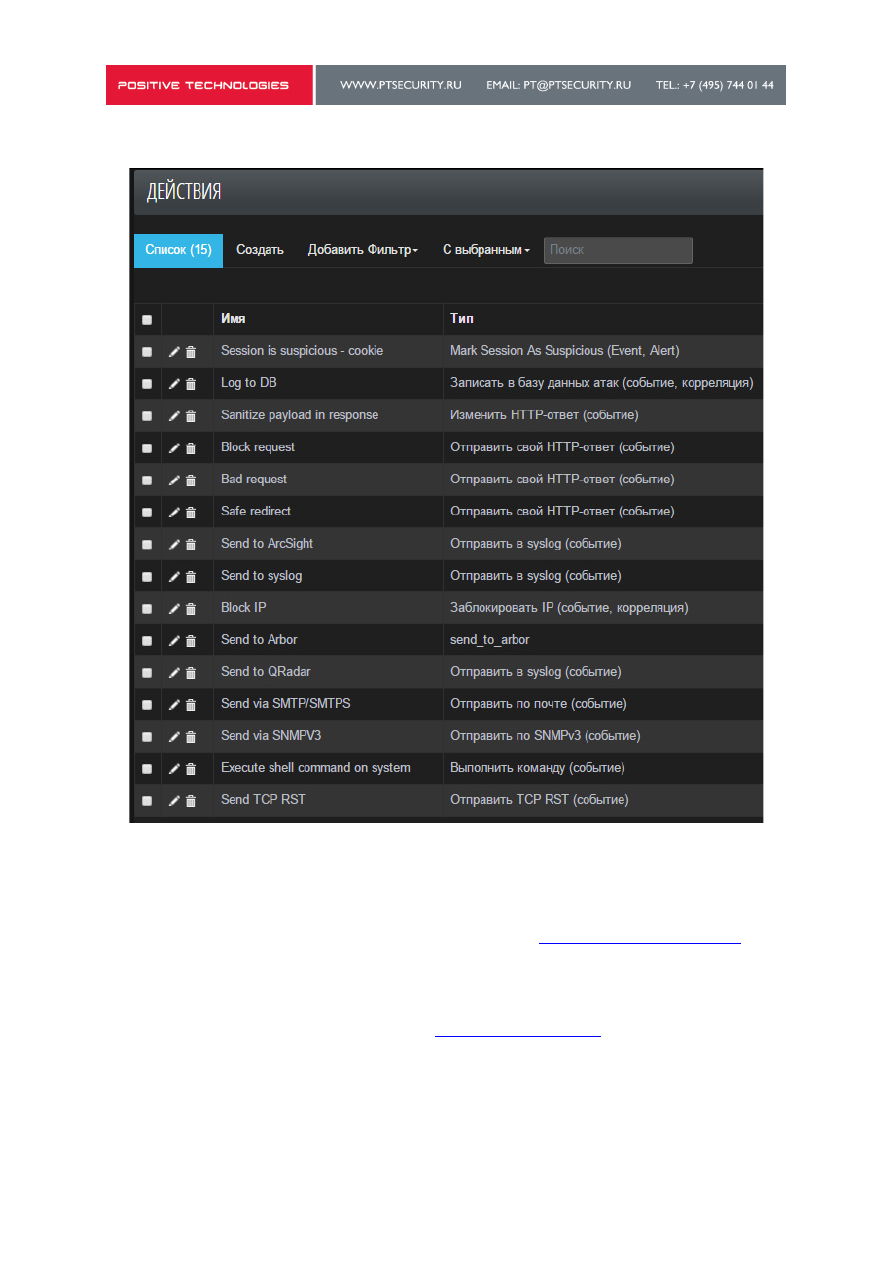 POSITIVE TECHNOLOGIES WWW.PTSECURITY.RU EMAIL: PT@PTSECURITY.RU TEL.: +7 (495) 744 01 44
ДЕЙСТВИЯ
Список (15) Создать Добавить Фильтр С выбранным Поиск
Имя Тип
Session is suspicious - cookie Mark Session As Suspicious (Event, Alert)
Log to DB Записать в базу данных атак (событие, корреляция)
Sanitize payload in response Изменить HTTP-ответ (событие)
Block request Отправить свой HTTP-ответ (событие)
Bad request Отправить свой HTTP-ответ (событие)
Safe redirect Отправить свой HTTP-ответ (событие)
Send to ArcSight Отправить в syslog (событие)
Send to syslog Отправить в syslog (событие)
Block IP Заблокировать IP (событие, корреляция)
Send to Arbor send_to_arbor
Send to QRadar Отправить в syslog (событие)
Send via SMTP/SMTPS Отправить по почте (событие)
Send via SNMPV3 Отправить по SNMPv3 (событие)
Execute shell command on system Выполнить команду (событие)
Send TCP RST Отправить TCP RST (событие)